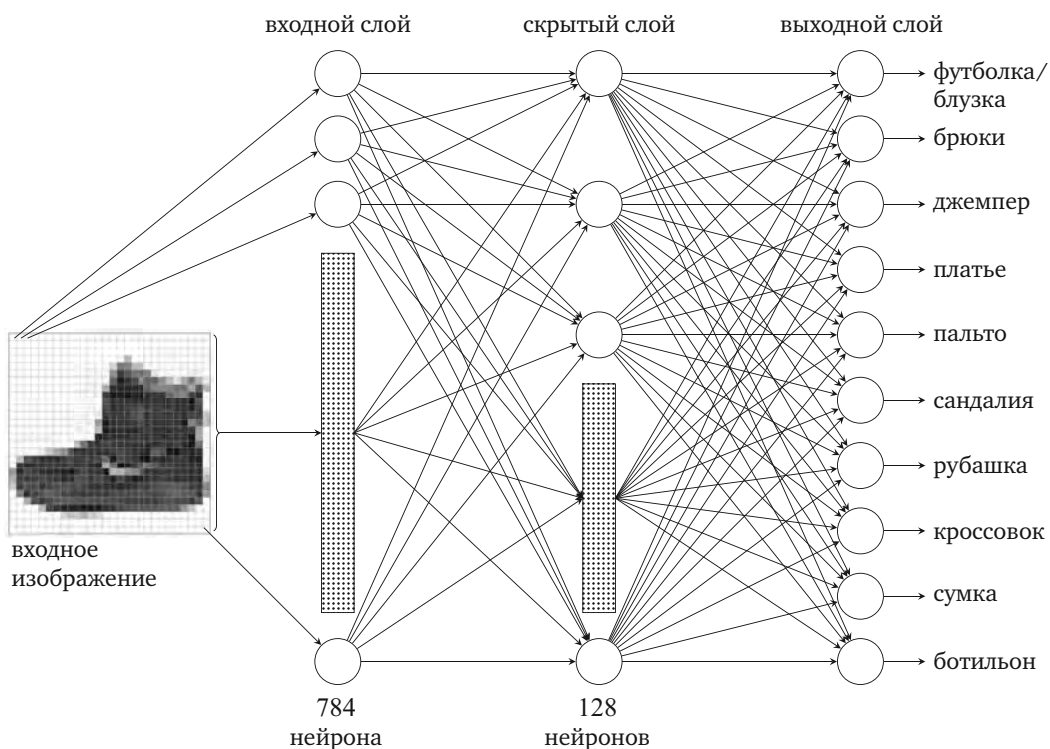 входной слой
скрытый слой
выходной слой
футболка/
блузка
брюки
джемпер
платье
пальто
сандалия
рубашка
кроссовок
сумка
ботильон
входное
изображение
784
нейрона
128
нейронов